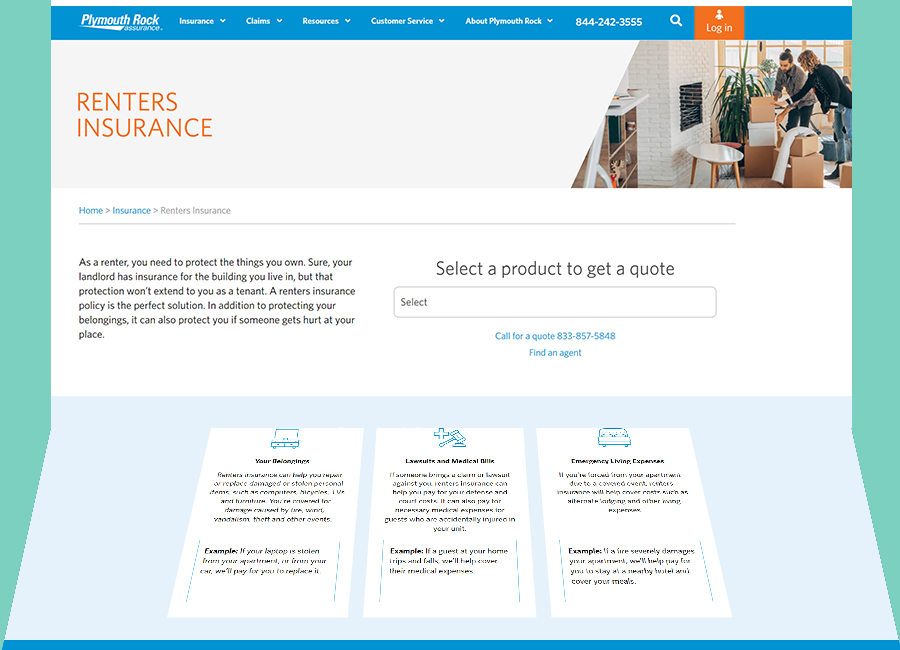 Plymouth Rock
assurance.
Insurance Claims Resources Customer Service About Plymouth Rock 844-242-3555 Log in
RENTERS
INSURANCE
Home > Insurance > Renters Insurance
As a renter, you need to protect the things you own. Sure, your
landlord has insurance for the building you live in, but that
protection won't extend to you as a tenant. A renters insurance
policy is the perfect solution. In addition to protecting your
belongings, it can also protect you if someone gets hurt at your
place.
Select a product to get a quote
Select
Call for a quote 833-857-5848
Find an agent
Your Belongings
Renters insurance can help you repair
or replace damaged or stolen personal
items, such as computers, bicycles, TVs
and furniture. You're covered for
damage caused by fire, wind,
vandalism, theft and other events.
Example: If your laptop is stolen
from your apartment, or from your
car, we'll pay for you to replace it.
Lawsuits and Medical Bills
If someone brings a claim or lawsuit
against you, renters insurance can
help you pay for your defense and
court costs. It can also pay for
necessary medical expenses for
guests who are accidentally injured in
your unit.
Example: If a guest at your home
trips and falls, we'll help cover
their medical expenses.
Emergency Living Expenses
If you're forced from your apartment
due to a covered event, renters
insurance will help cover costs such as
alternate lodging and other living
expenses.
Example: If a fire severely damages
your apartment, we'll help pay for
you to stay at a nearby hotel and
cover your meals.